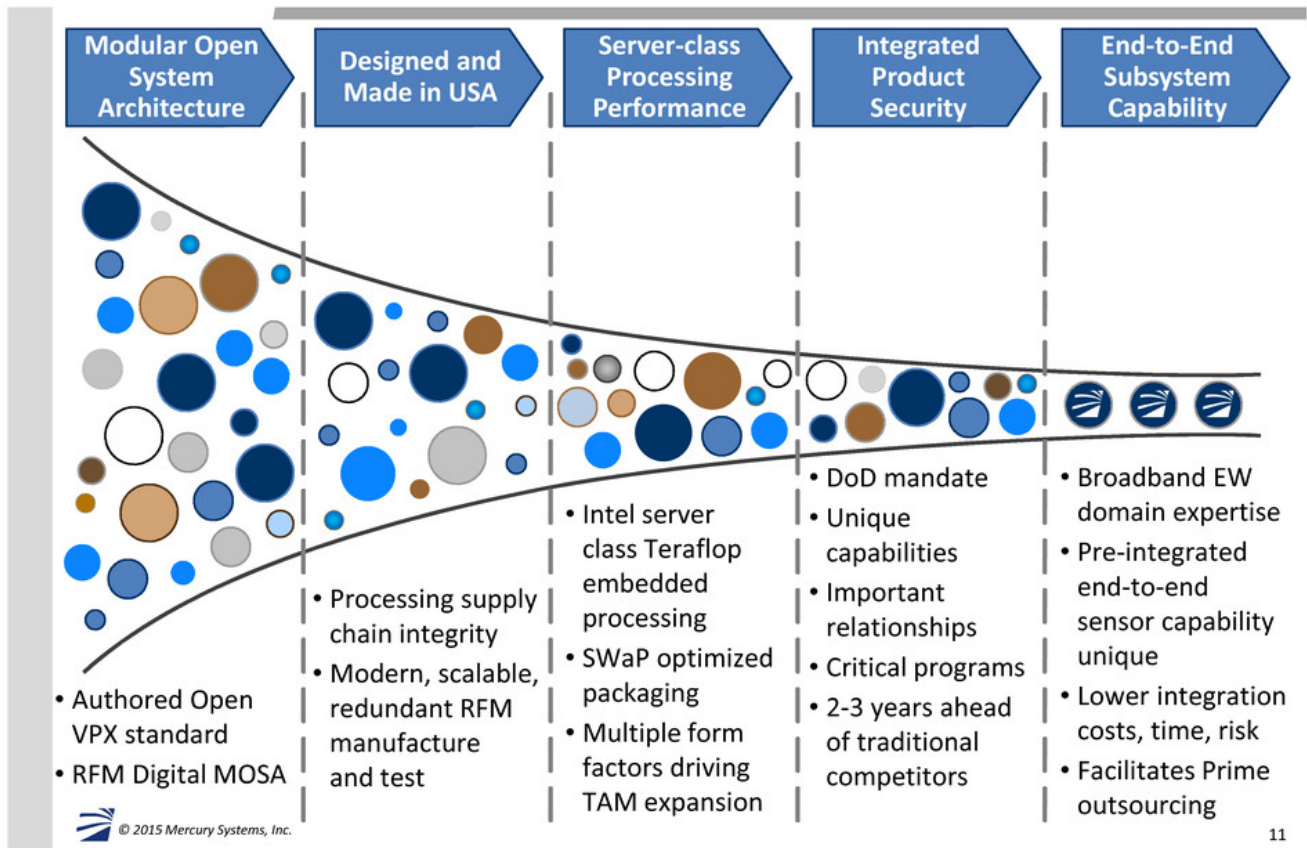 Modular Open
System
Architecture
Designed and
Made in USA
Server-class
Processing
Performance
Integrated
Product
Security
End-to-End
Subsystem
Capability
• Authored Open
VPX standard
• RFM Digital MOSA
• Processing supply
chain integrity
• Modern, scalable,
redundant RFM
manufacture
and test
• Intel server
class Teraflop
embedded
processing
• SWaP optimized
packaging
• Multiple form
factors driving
TAM expansion
• DoD mandate
• Unique
capabilities
• Important
relationships
• Critical programs
• 2-3 years ahead
of traditional
competitors
• Broadband EW
domain expertise
• Pre-integrated
end-to-end
sensor capability
unique
• Lower integration
costs, time, risk
• Facilitates Prime
outsourcing
© 2015 Mercury Systems, Inc.
11